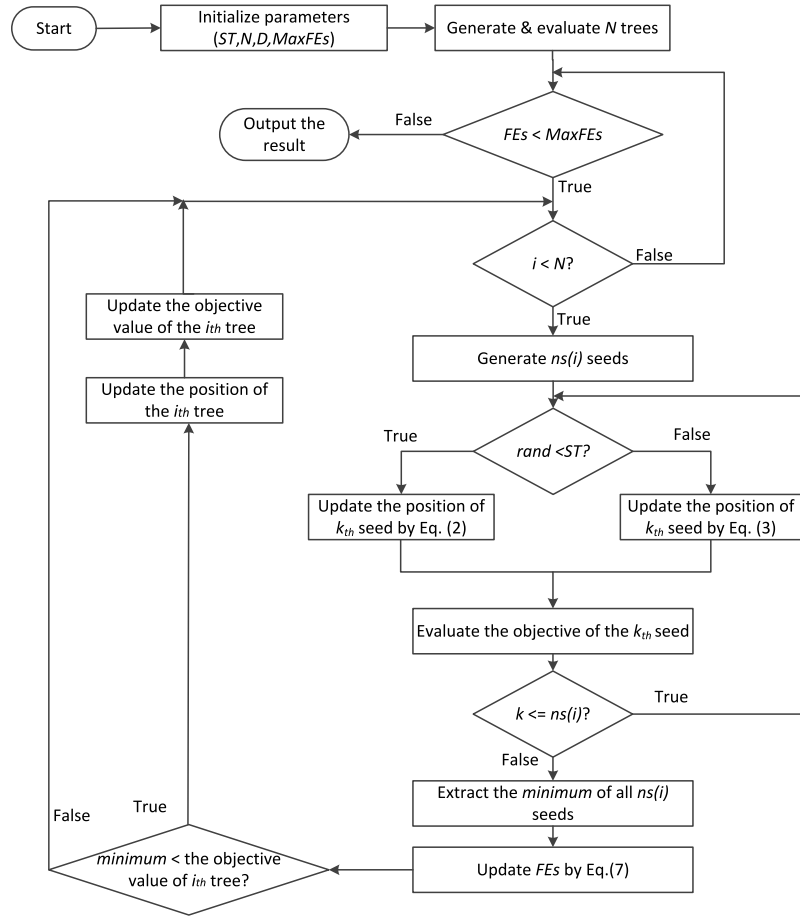 Start
Initialize parameters
(ST,N,D,MaxFEs)
Generate & evaluate N trees
FEs < MaxFEs
False
Output the
result
True
i < N?
False
True
Generate ns(i) seeds
rand <ST?
True
False
Update the position of
kth seed by Eq. (2)
Update the position of
kth seed by Eq. (3)
Evaluate the objective of the kth seed
k <= ns(i)?
True
False
Extract the minimum of all ns(i)
seeds
Update FEs by Eq.(7)
minimum < the objective
value of ith tree?
False
True
Update the position of
the ith tree
Update the objective
value of the ith tree